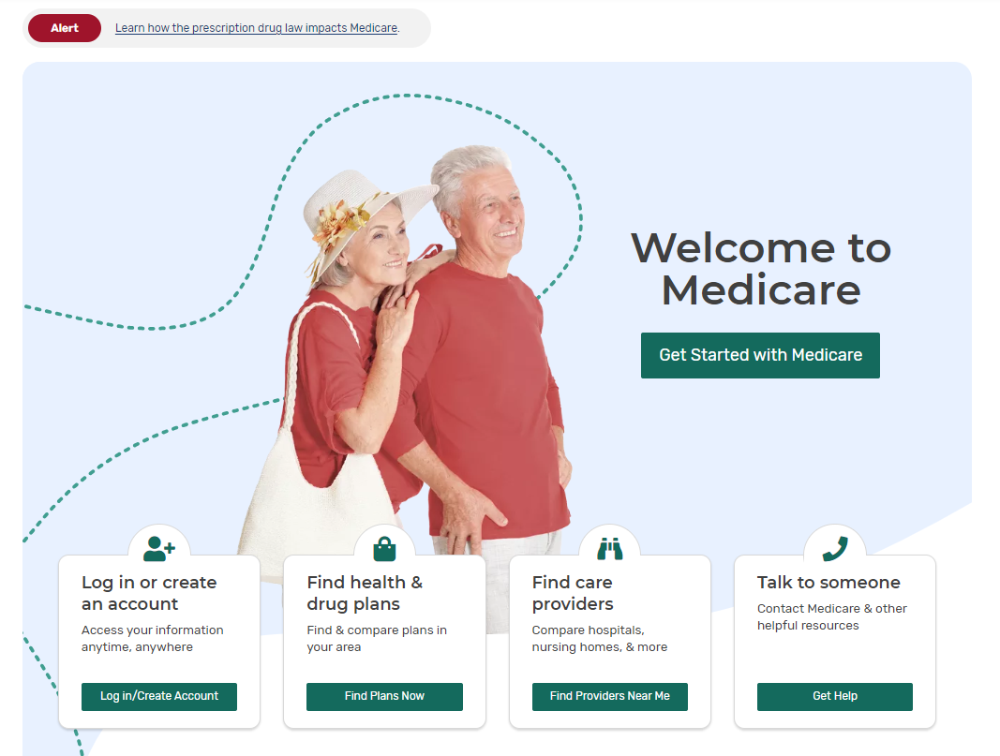 Alert
Learn how the prescription drug law impacts Medicare.
Welcome to
Medicare
Get Started with Medicare
Log in or create
an account
Access your information
anytime, anywhere
Log in/Create Account
Find health &
drug plans
Find & compare plans in
your area
Find Plans Now
Find care
providers
Compare hospitals,
nursing homes, & more
Find Providers Near Me
Talk to someone
Contact Medicare & other
helpful resources
Get Help